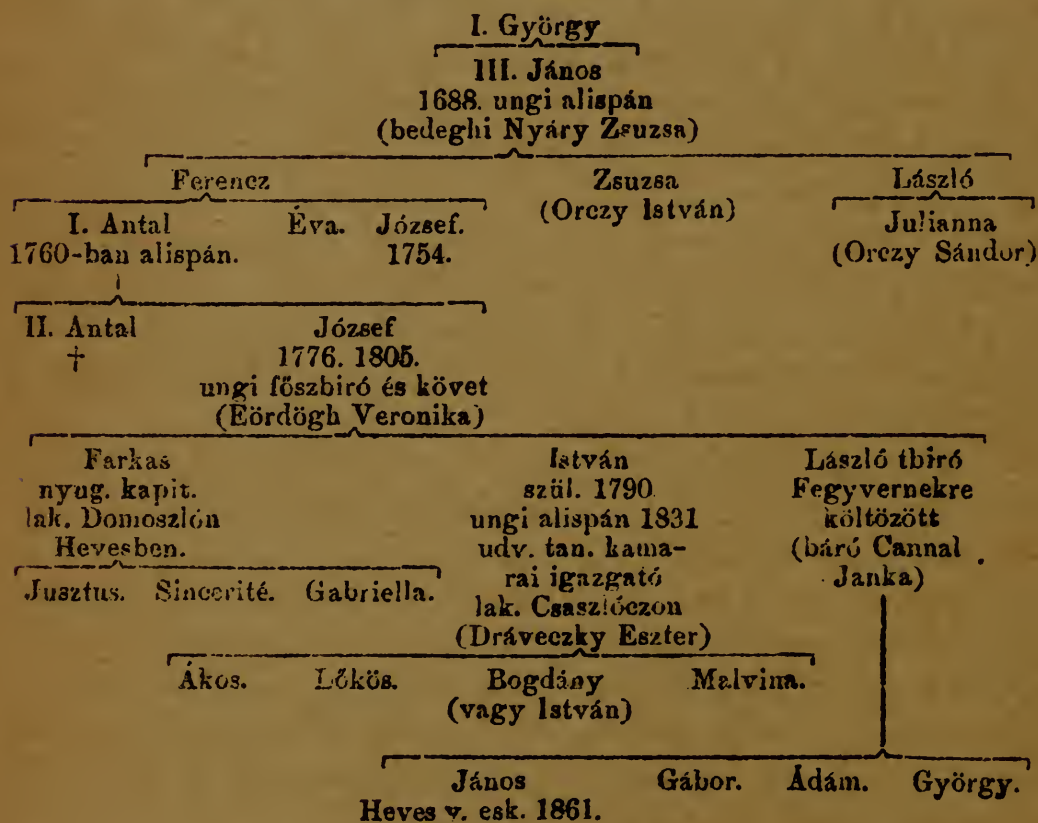 I. György
III. János
1688. ungi alispán
(bedeghi Nyáry Zsuzsa)
Ferencz Zsuzsa László
(Orczy István)
I. Antal Éva. József. Julianna
1760-ban alispán. 1754. (Orczy Sándor.)
II. Antal József
† 1776. 1805.
ungi főszbiró és követ
(Eördögh Veronika)
Farkas István László tbiró
nyug. kapit. szül. 1790 Fegyvernekre
lak. Domoszlón ungi alispán 1831 költözött
Hevesben. udv. tan. kama- (báró Cannal
rai igazgató Janka)
Jusztus. Sincerité. Gabriella. lak. Csaszlóczon
(Dráveczky Eszter)
Ákos. Lőkös. Bogdány Malvina.
(vagy István)
János Gábor. Ádám. György.
Heves v. esk. 1861.